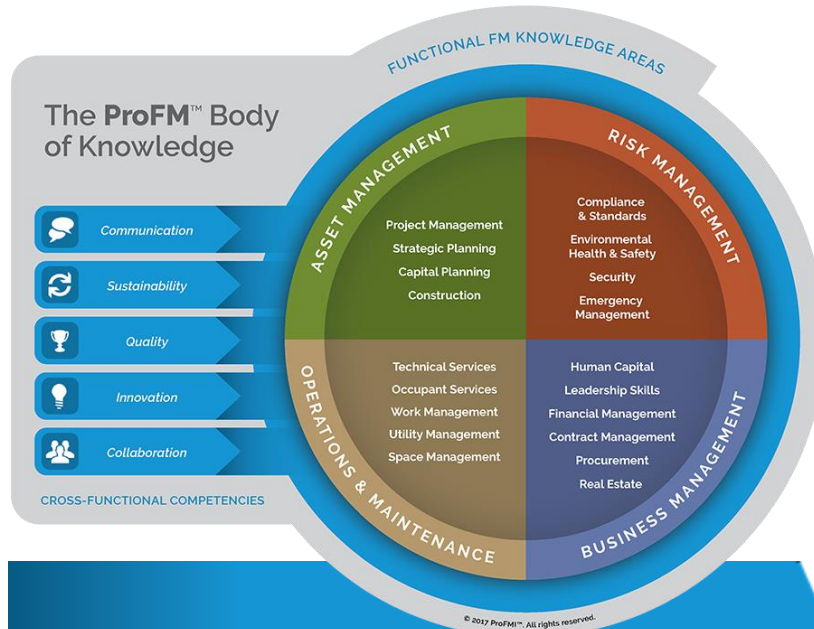 The ProFM™ Body
of Knowledge
Communication
Sustainability
Quality
Innovation
Collaboration
CROSS-FUNCTIONAL COMPETENCIES
FUNCTIONAL FM KNOWLEDGE AREAS
ASSET MANAGEMENT
Project Management
Strategic Planning
Capital Planning
Construction
RISK MANAGEMENT
Compliance
& Standards
Environmental
Health & Safety
Security
Emergency
Management
OPERATIONS & MAINTENANCE
Technical Services
Occupant Services
Work Management
Utility Management
Space Management
BUSINESS MANAGEMENT
Human Capital
Leadership Skills
Financial Management
Contract Management
Procurement
Real Estate
© 2017 ProFMI™. All rights reserved.